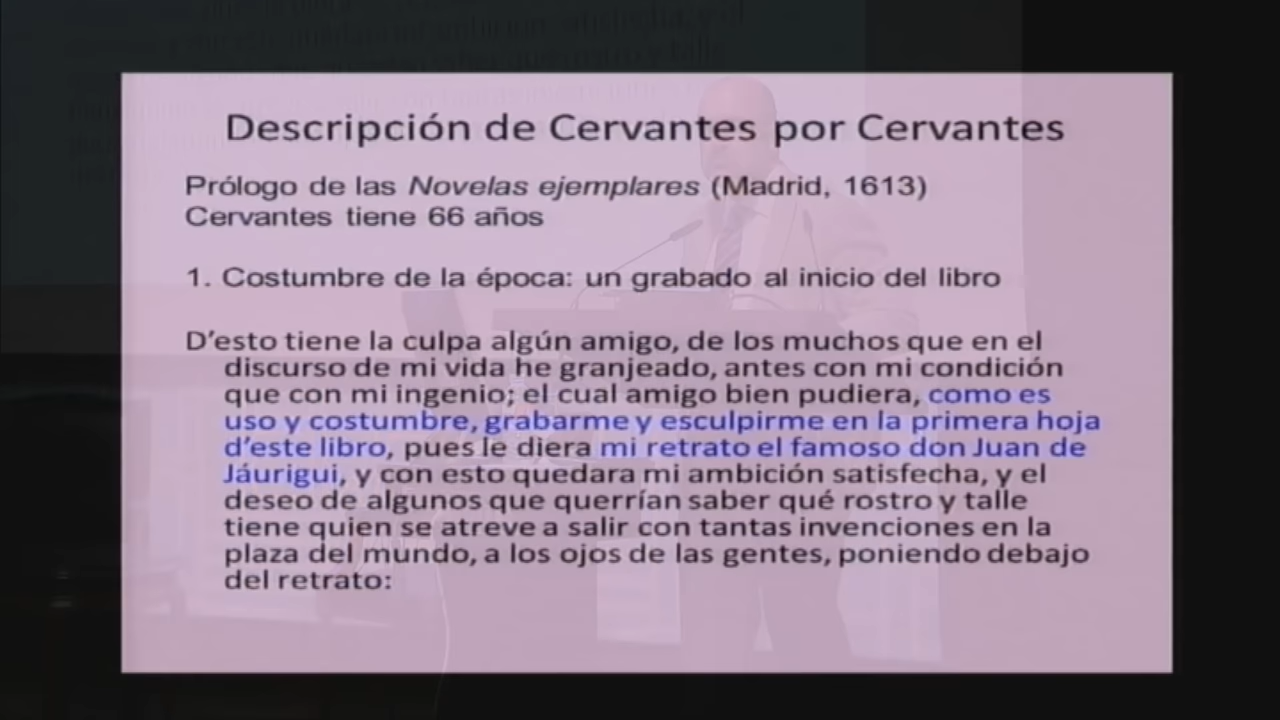 Descripción de Cervantes por Cervantes
Prólogo de las Novelas ejemplares (Madrid, 1613)
Cervantes tiene 66 años
1. Costumbre de la época: un grabado al inicio del libro
D’esto tiene la culpa algún amigo, de los muchos que en el
discurso de mi vida he granjeado, antes con mi condición
que con mi ingenio; el cual amigo bien pudiera, como es
uso y costumbre, grabarme y esculpirme en la primera hoja
d’este libro, pues le diera mi retrato el famoso don Juan de
Jáurigui, y con esto quedara mi ambición satisfecha, y el
deseo de algunos que querrían saber qué rostro y talle
tiene quien se atreve a salir con tantas invenciones en la
plaza del mundo, a los ojos de las gentes, poniendo debajo
del retrato: